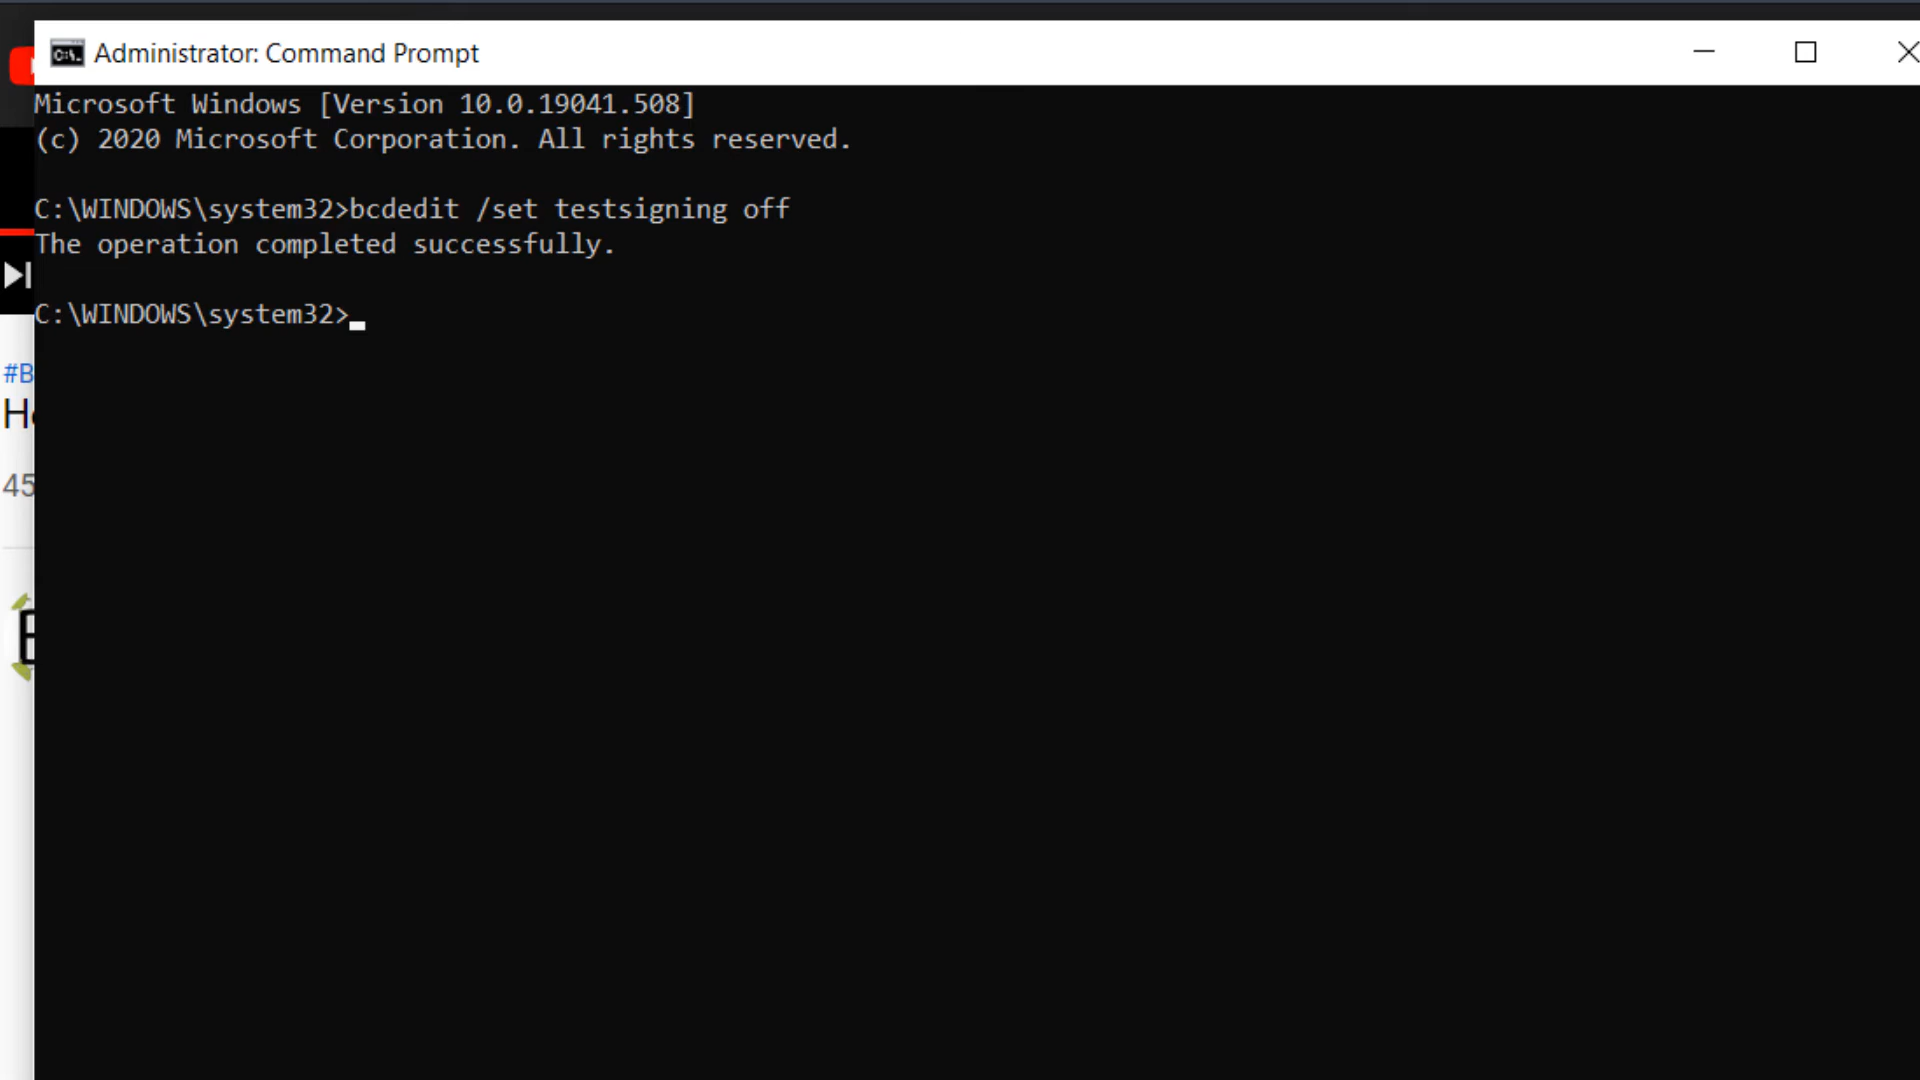 Administrator: Command Prompt
Microsoft Windows [Version 10.0.19041.508]
(c) 2020 Microsoft Corporation. All rights reserved.
C:\WINDOWS\system32>bcdedit /set testsigning off
The operation completed successfully.
C:\WINDOWS\system32>
#B
45